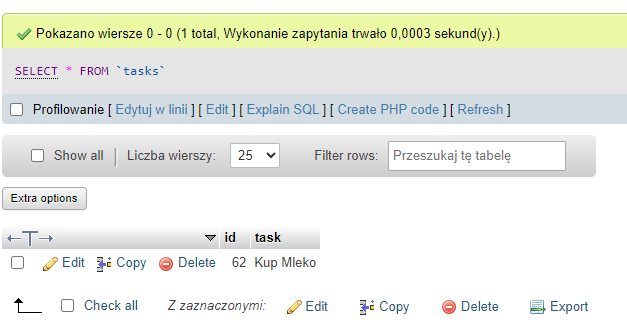 Pokazano wiersze 0 - 0 (1 total, Wykonanie zapytania trwało 0,0003 sekund(y).)
SELECT * FROM `tasks`
Profilowanie [ Edytuj w linii ] [ Edit ] [ Explain SQL ] [ Create PHP code ] [ Refresh ]
Show all Liczba wierszy: 25 Filter rows: Przeszukaj tę tabelę
Extra options
←T→ id task
Edit Copy Delete 62 Kup Mleko
Check all Z zaznaczonymi: Edit Copy Delete Export